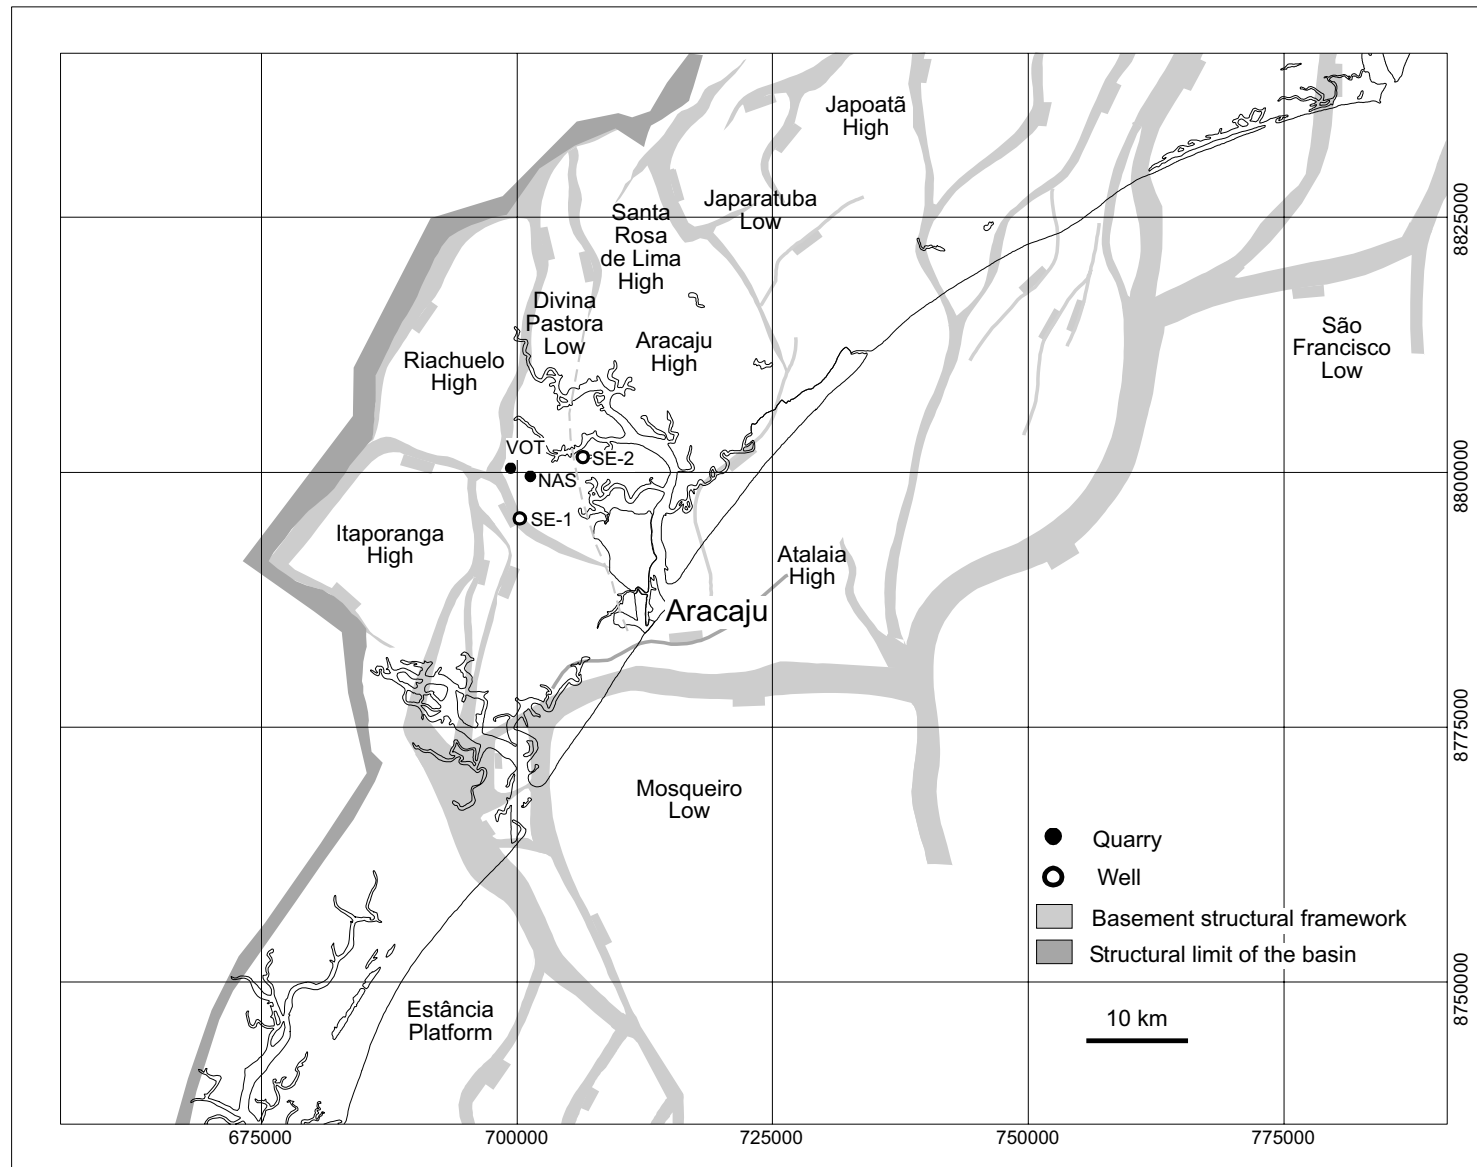 Japoatã
High
Japaratuba
Low
Santa
Rosa
de Lima
High
8825000
Divina
Pastora
Low
Aracaju
High
São
Francisco
Low
Riachuelo
High
VOT
SE-2
NAS
8800000
SE-1
Itaporanga
High
Atalaia
High
Aracaju
8775000
Mosqueiro
Low
Quarry
Well
Basement structural framework
Structural limit of the basin
8750000
Estância
Platform
10 km
675000
700000
725000
750000
775000